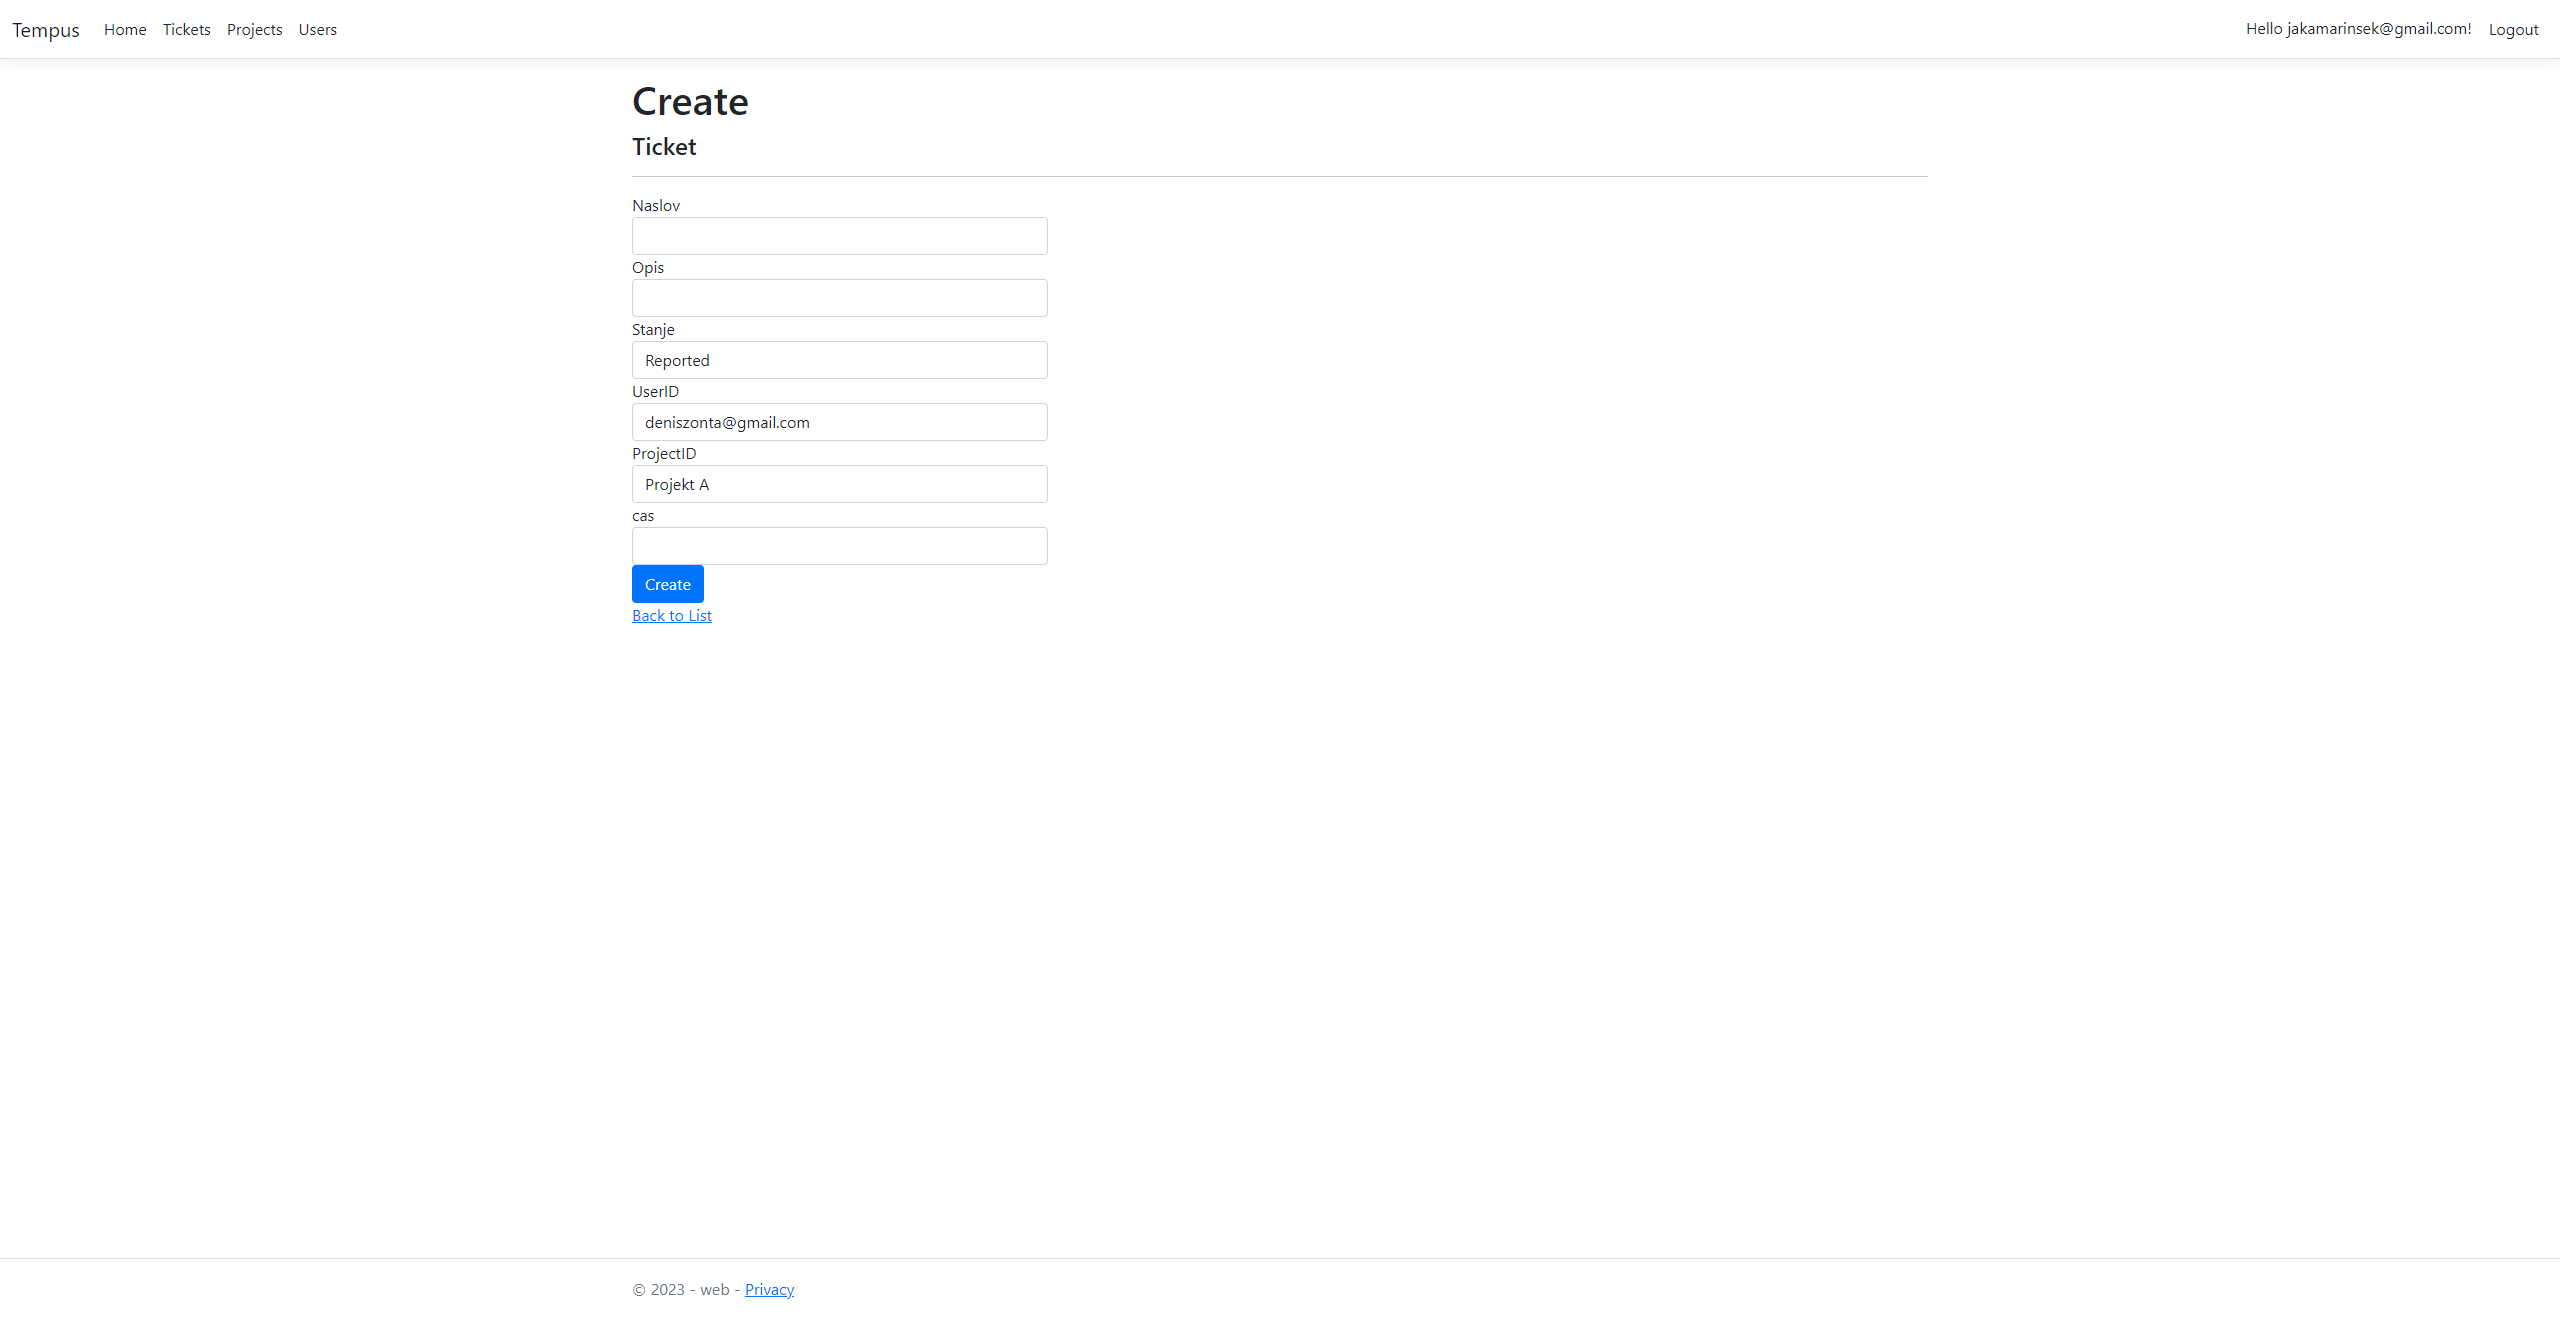 Tempus Home Tickets Projects Users Hello jakamarinsek@gmail.com! Logout
Create
Ticket
Naslov
Opis
Stanje
Reported
UserID
deniszonta@gmail.com
ProjectID
Projekt A
cas
Create
Back to List
© 2023 - web - Privacy